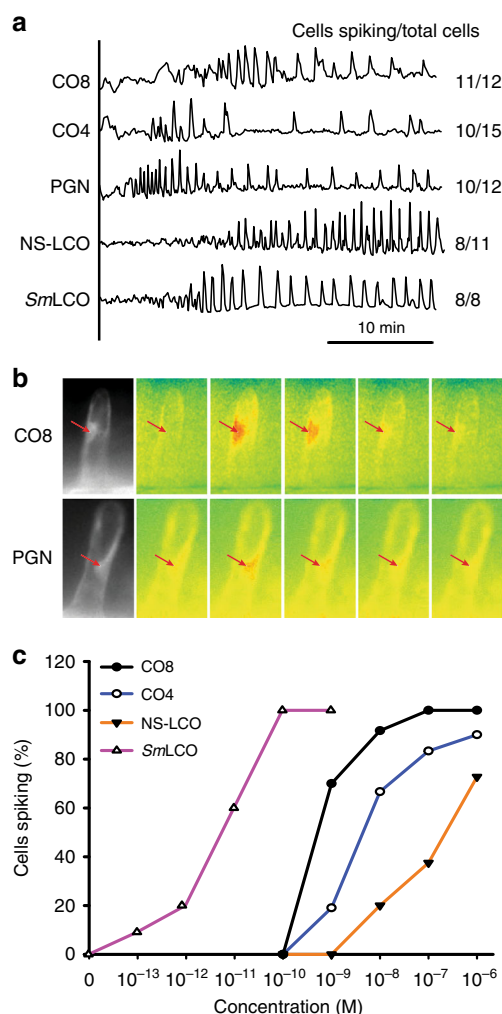 a
Cells spiking/total cells
CO8 11/12
CO4 10/15
PGN 10/12
NS-LCO 8/11
SmLCO 8/8
10 min
b
CO8
PGN
c
120
100
80
60
40
20
0
Cells spiking (%)
CO8
CO4
NS-LCO
SmLCO
0 10⁻¹³ 10⁻¹² 10⁻¹¹ 10⁻¹⁰ 10⁻⁹ 10⁻⁸ 10⁻⁷ 10⁻⁶
Concentration (M)